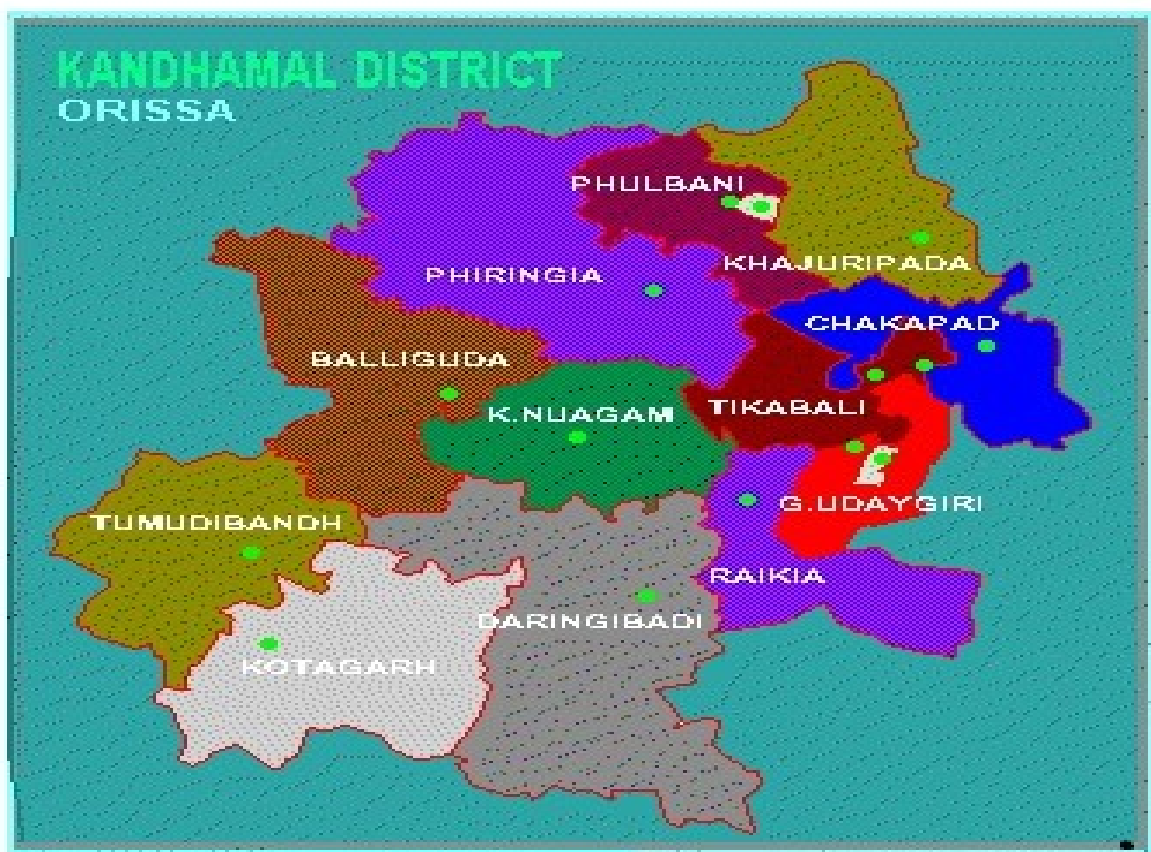 KANDHAMAL DISTRICT
ORISSA
PHULBANI
KHAJURIPADA
PHIRINGIA
CHAKAPAD
BALLIGUDA
TIKABALI
K.NUAGAM
G.UDAYGIRI
TUMUDIBANDH
RAIKIA
DARINGIBADI
KOTAGARH